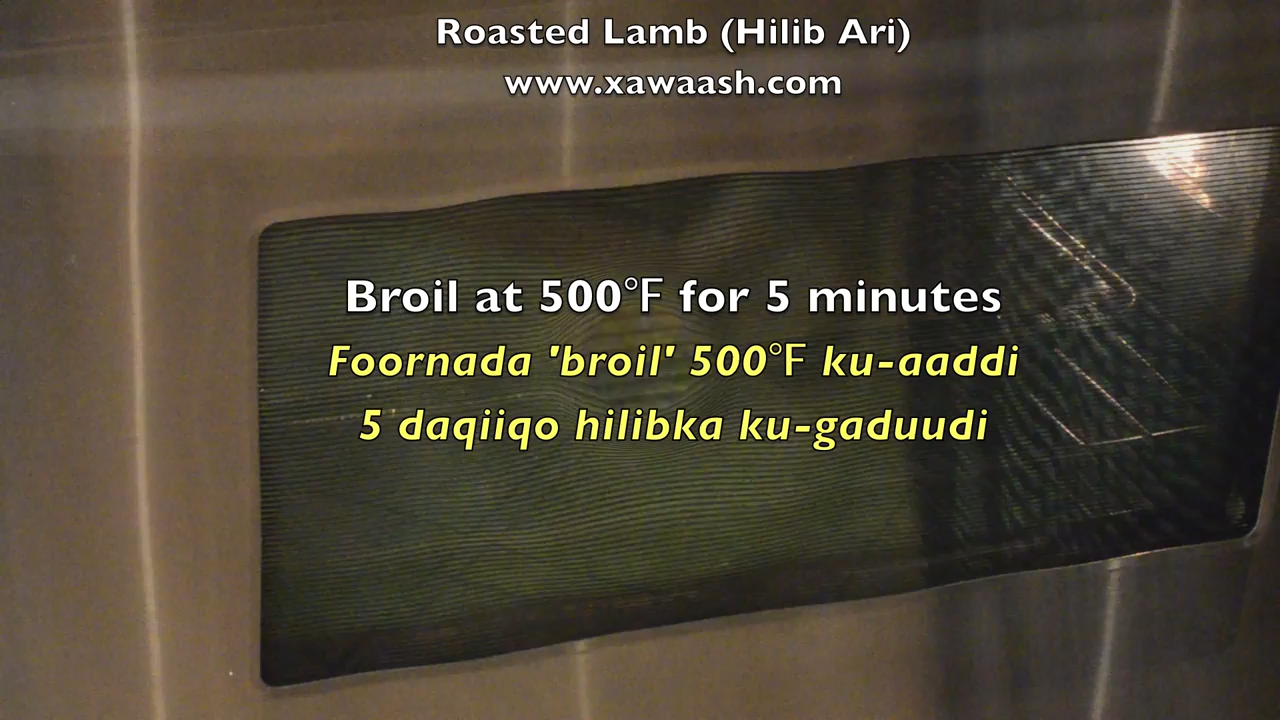 Roasted Lamb (Hilib Ari)
www.xawaash.com
Broil at 500°F for 5 minutes
Foornada 'broil' 500°F ku-aaddi
5 daqiiqo hilibka ku-gaduudi